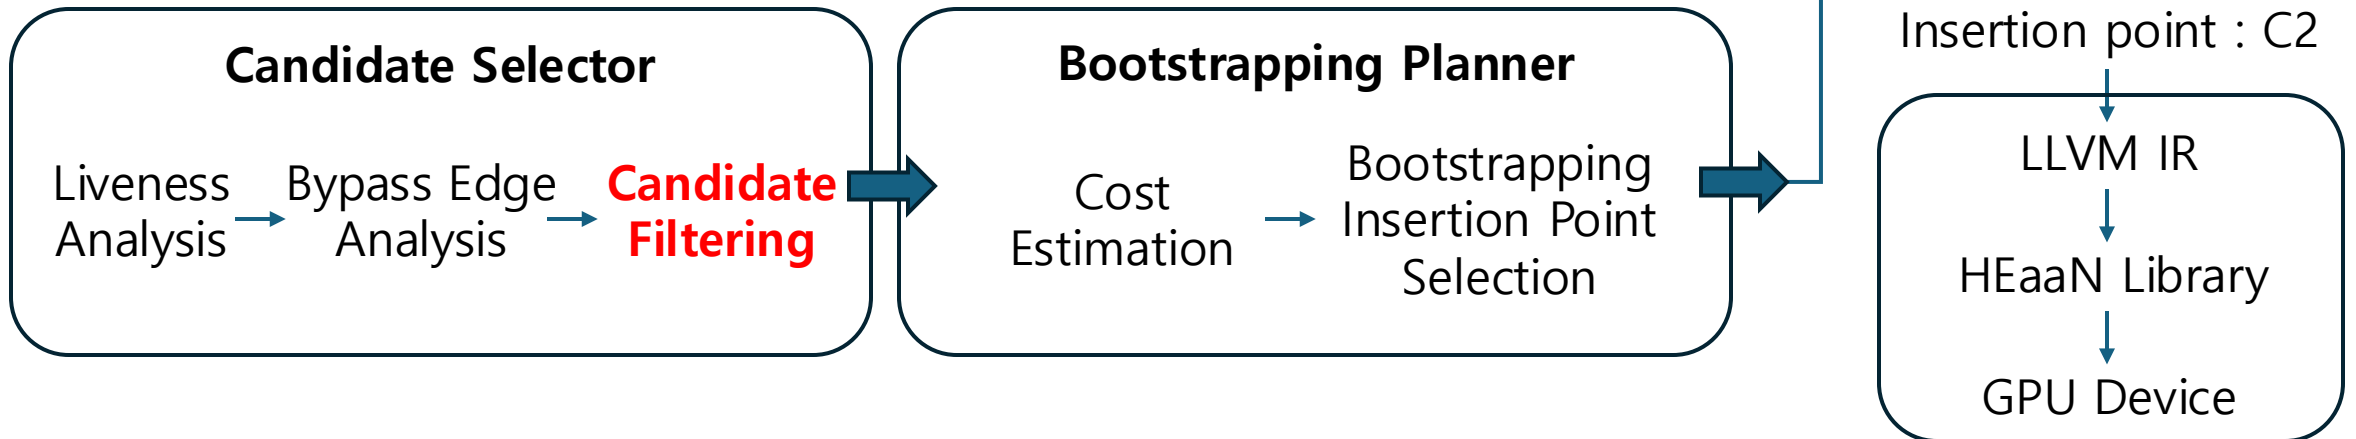 Candidate Selector
Liveness
Analysis
Bypass Edge
Analysis
Candidate
Filtering
Bootstrapping Planner
Cost
Estimation
Bootstrapping
Insertion Point
Selection
Insertion point : C2
LLVM IR
HEaaN Library
GPU Device